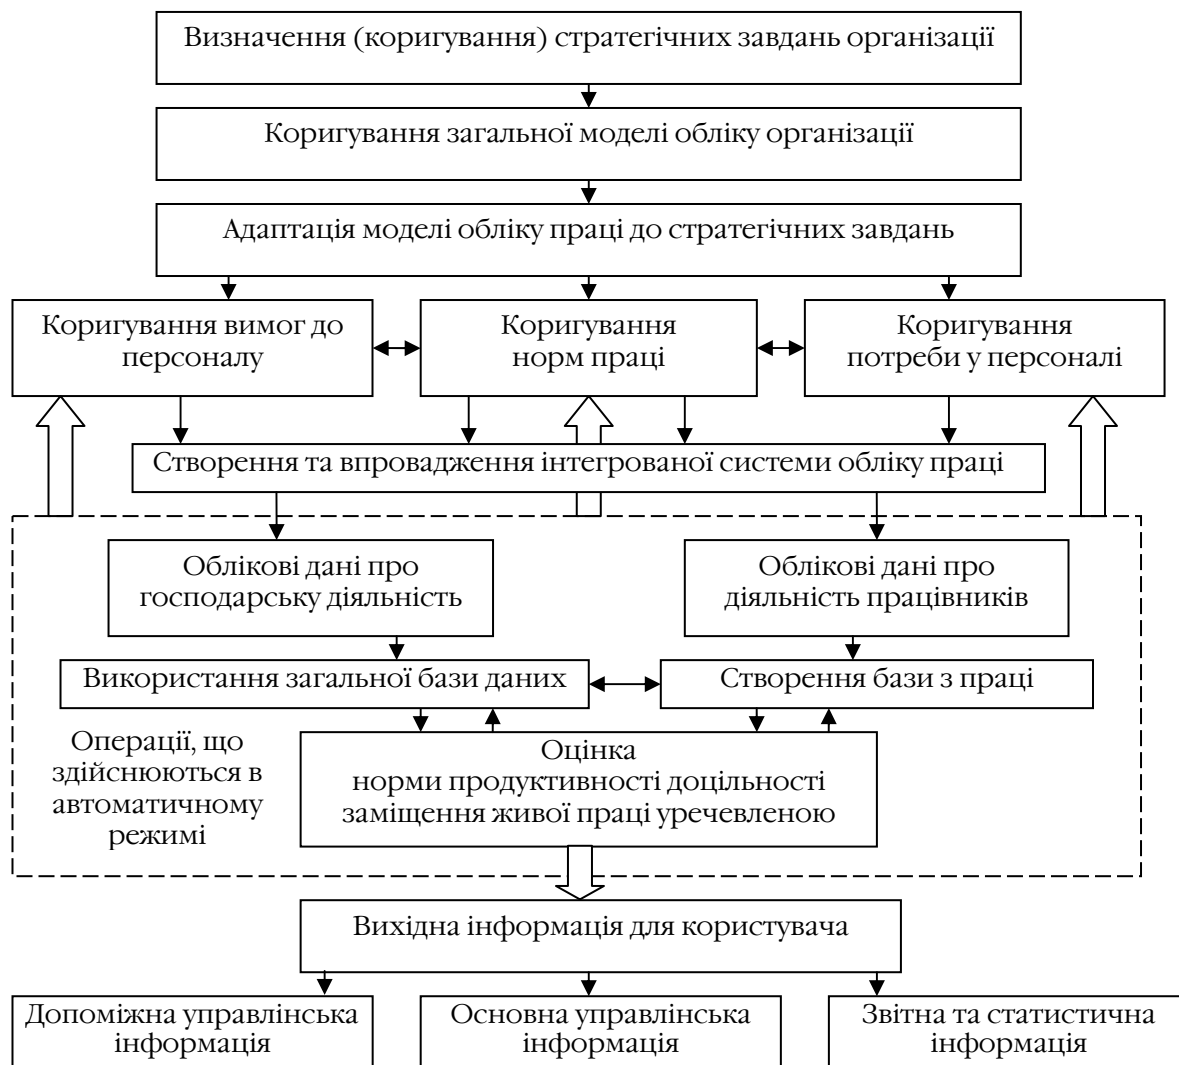 Визначення (коригування) стратегічних завдань організації
Коригування загальної моделі обліку організації
Адаптація моделі обліку праці до стратегічних завдань
Коригування вимог до
персоналу
Коригування
норм праці
Коригування
потреби у персоналі
Створення та впровадження інтегрованої системи обліку праці
Облікові дані про
господарську діяльність
Облікові дані про
діяльність працівників
Використання загальної бази даних
Створення бази з праці
Операції, що
здійснюються в
автоматичному
режимі
Оцінка
норми продуктивності доцільності
заміщення живої праці уречевленою
Вихідна інформація для користувача
Допоміжна управлінська
інформація
Основна управлінська
інформація
Звітна та статистична
інформація